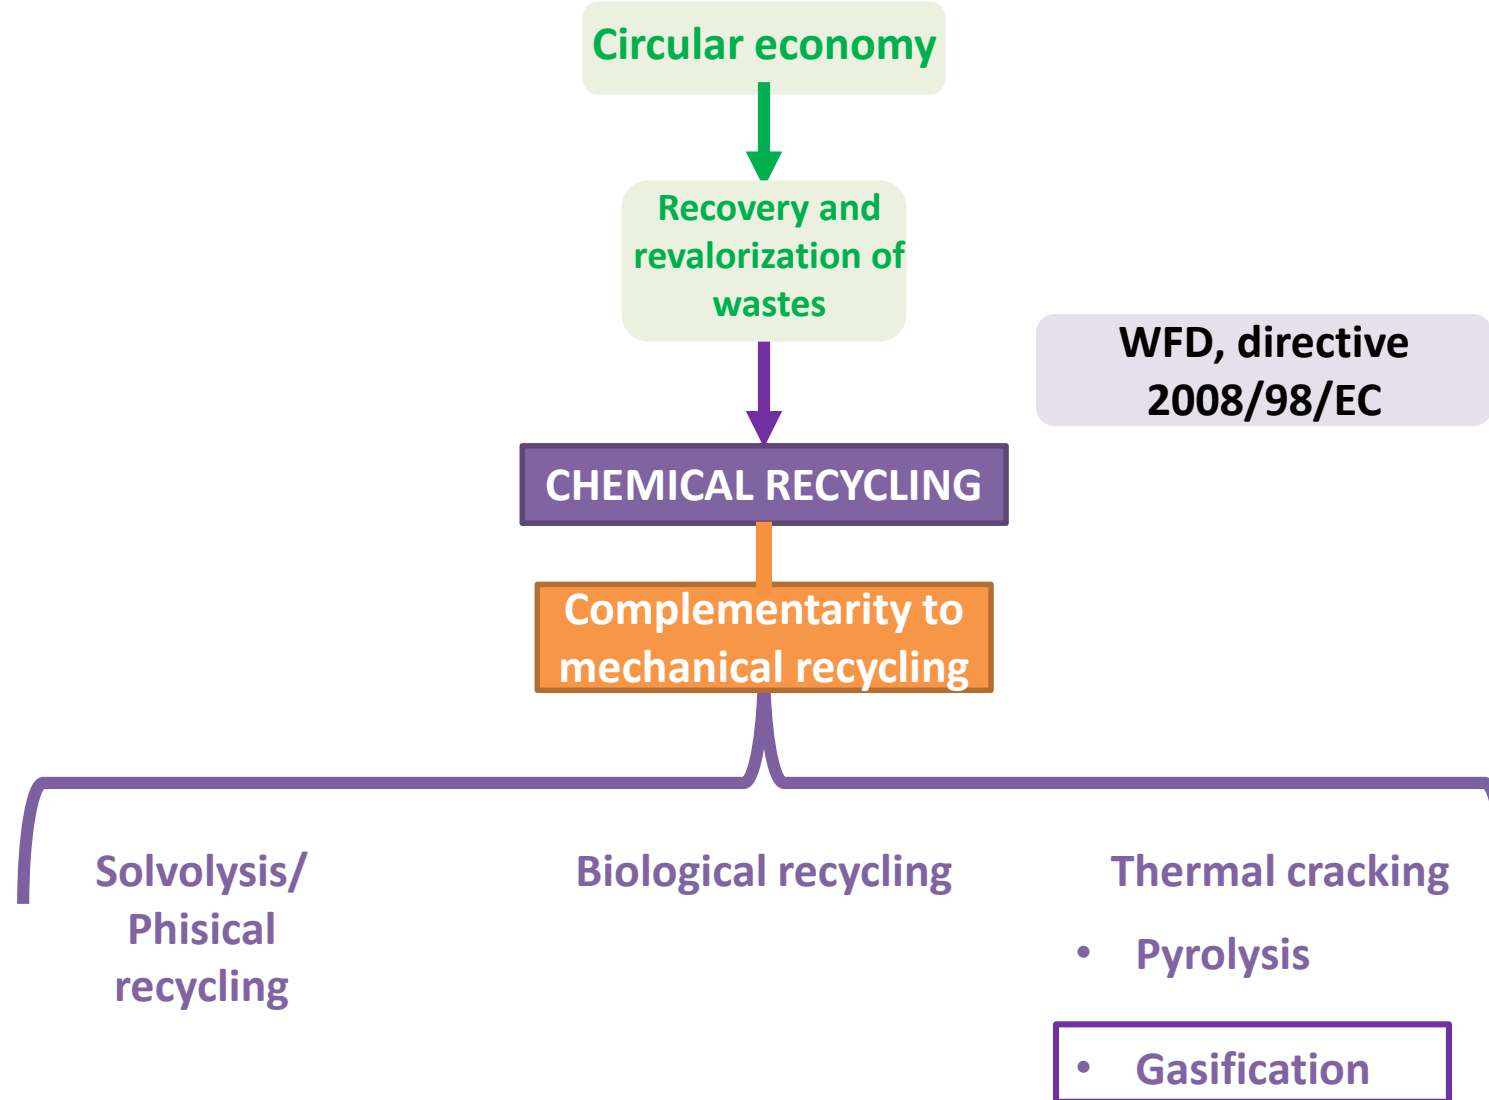 Circular economy
Recovery and
revalorization of
wastes
WFD, directive
2008/98/EC
CHEMICAL RECYCLING
Complementarity to
mechanical recycling
Solvolysis/
Phisical
recycling
Biological recycling
Thermal cracking
• Pyrolysis
• Gasification